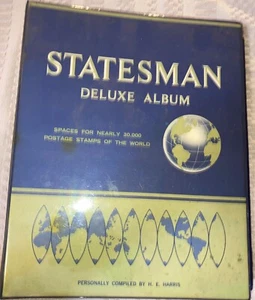 STATESMAN
DELUXE ALBUM
SPACES FOR NEARLY 20,000
POSTAGE STAMPS OF THE WORLD
PERSONALLY COMPILED BY H. E. HARRIS